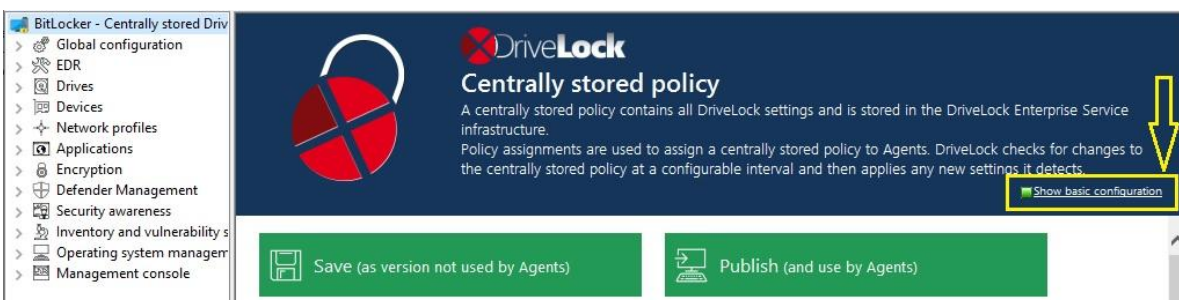 BitLocker - Centrally stored Driv
Global configuration
EDR
Drives
Devices
Network profiles
Applications
Encryption
Defender Management
Security awareness
Inventory and vulnerability s
Operating system managem
Management console
DriveLock
Centrally stored policy
A centrally stored policy contains all DriveLock settings and is stored in the DriveLock Enterprise Service
infrastructure.
Policy assignments are used to assign a centrally stored policy to Agents. DriveLock checks for changes to
the centrally stored policy at a configurable interval and then applies any new settings it detects.
Show basic configuration
Save (as version not used by Agents)
Publish (and use by Agents)